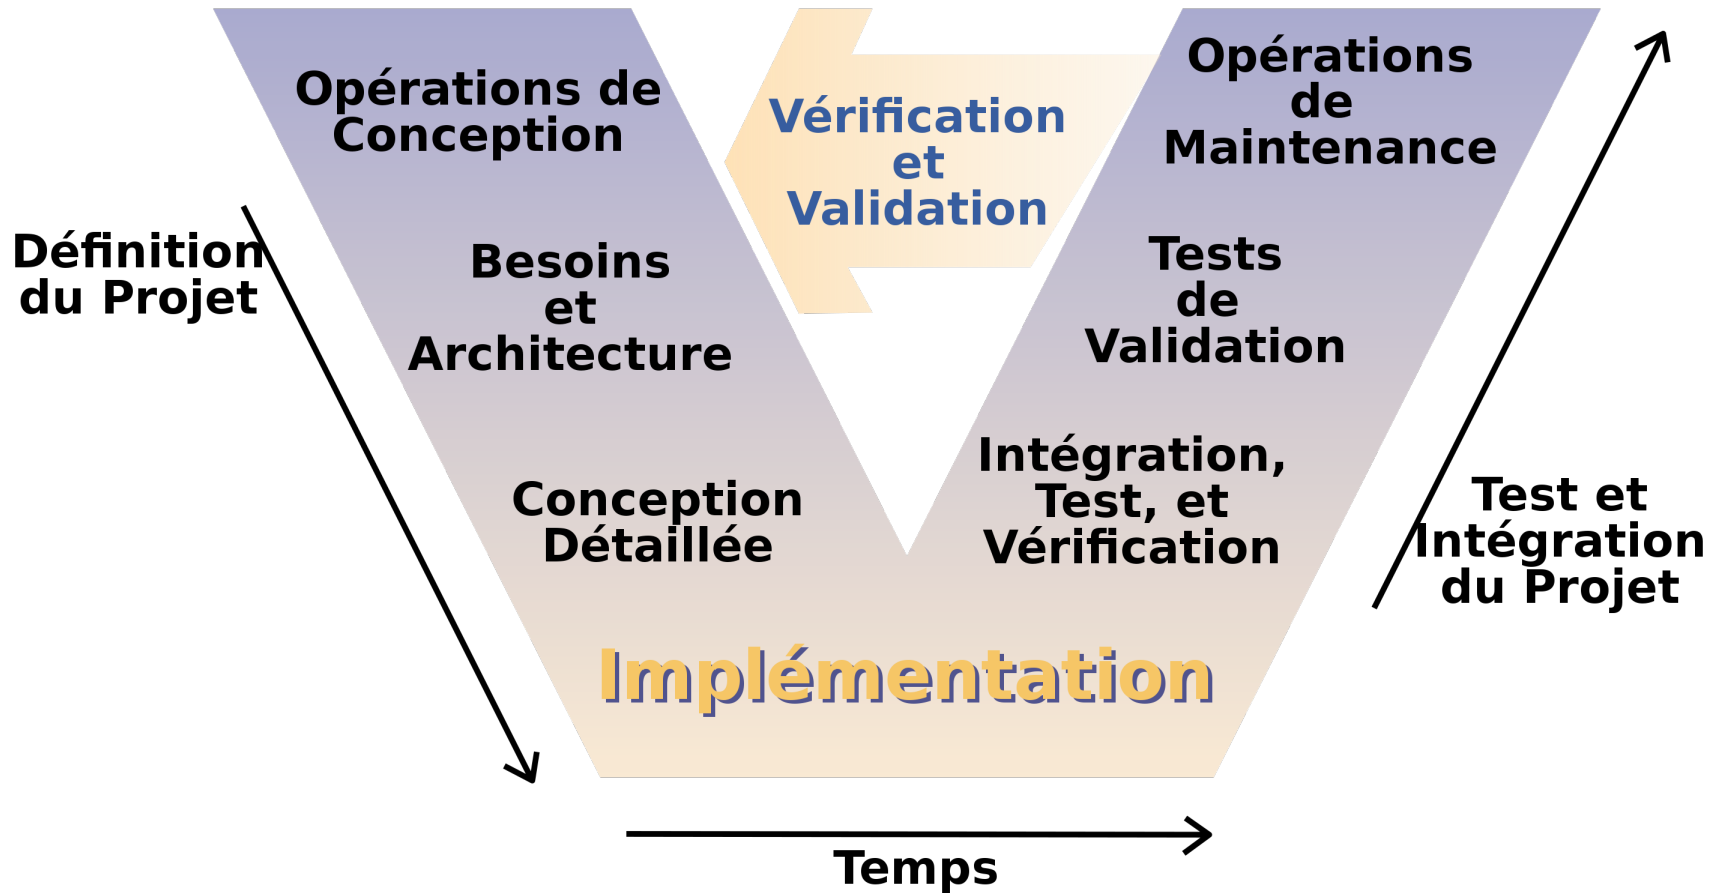 Opérations de
Conception
Vérification
et
Validation
Opérations
de
Maintenance
Définition
du Projet
Besoins
et
Architecture
Tests
de
Validation
Conception
Détaillée
Intégration,
Test, et
Vérification
Test et
Intégration
du Projet
Implémentation
Temps